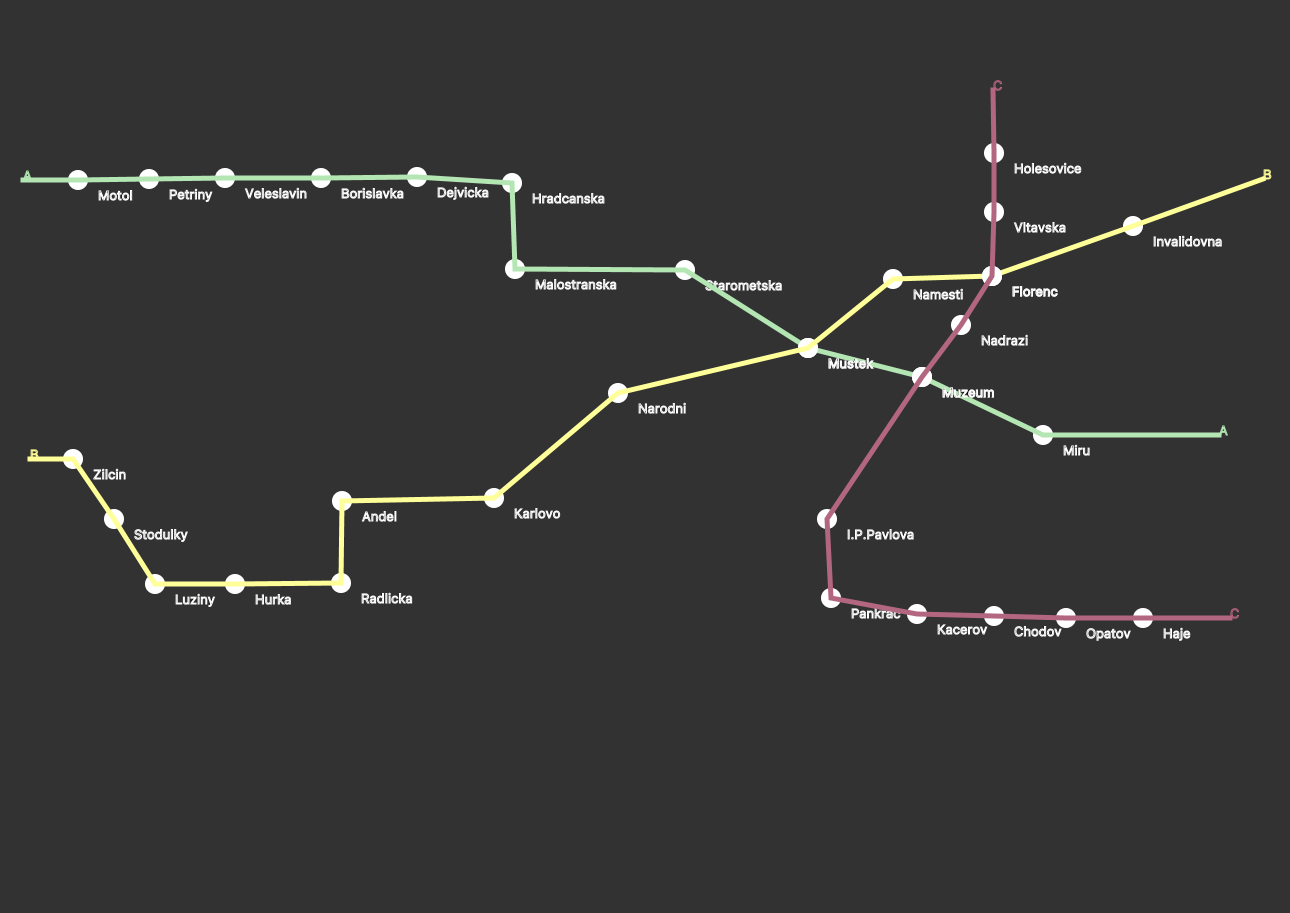 C
Holesovice
A
B
Motol
Petriny
Veleslavin
Borislavka
Dejvicka
Hradcanska
Vltavska
Invalidovna
Malostranska
Starometska
Namesti
Florenc
Nadrazi
Mustek
Muzeum
Narodni
A
Miru
B
Zlicin
Karlovo
Andel
Stodulky
I.P.Pavlova
Luziny
Hurka
Radlicka
Pankrac
C
Kacerov
Chodov
Opatov
Haje